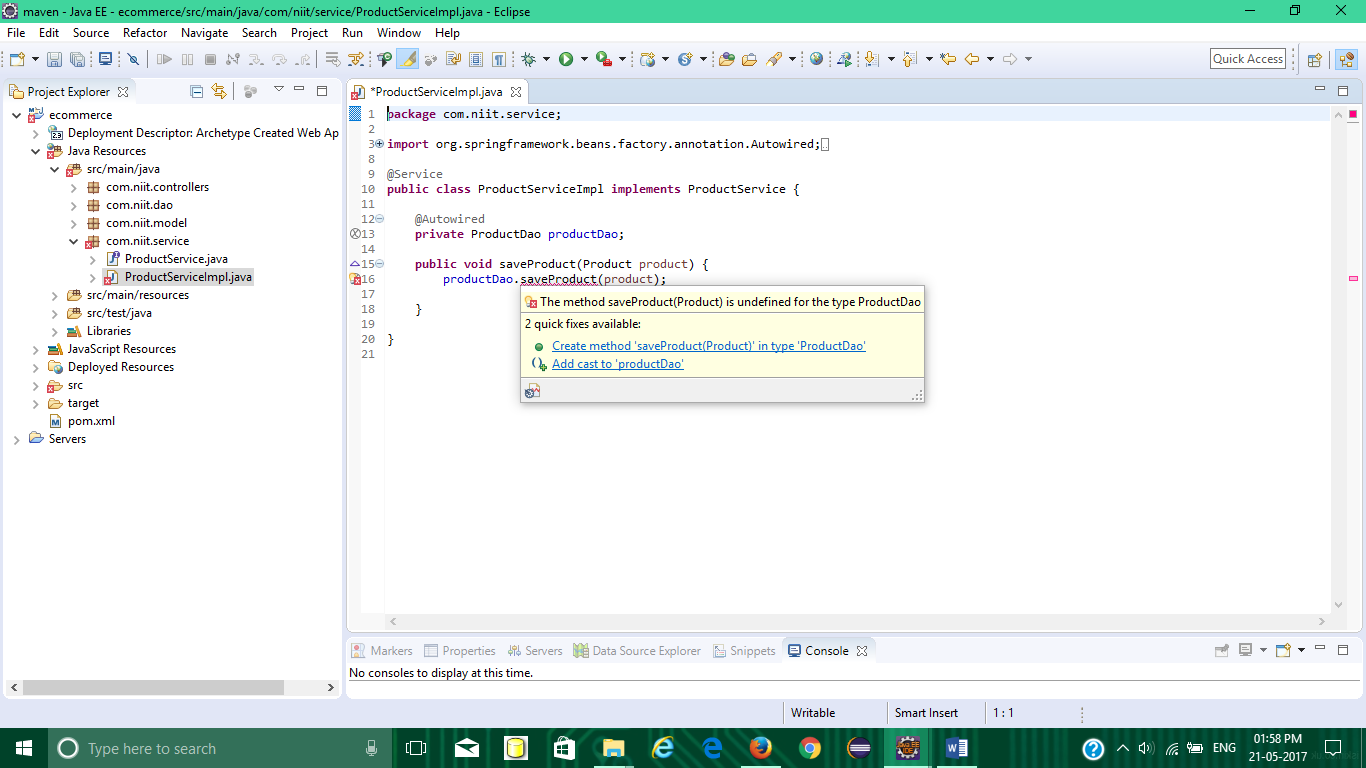 maven - Java EE - ecommerce/src/main/java/com/niit/service/ProductServiceImpl.java - Eclipse
File Edit Source Refactor Navigate Search Project Run Window Help
Quick Access
Project Explorer
ecommerce
Deployment Descriptor: Archetype Created Web Ap
Java Resources
src/main/java
com.niit.controllers
com.niit.dao
com.niit.model
com.niit.service
ProductService.java
ProductServiceImpl.java
src/main/resources
src/test/java
Libraries
JavaScript Resources
Deployed Resources
src
target
pom.xml
Servers
*ProductServiceImpl.java
1 package com.niit.service;
2
3 import org.springframework.beans.factory.annotation.Autowired;
8
9 @Service
10 public class ProductServiceImpl implements ProductService {
11
12 @Autowired
13 private ProductDao productDao;
14
15 public void saveProduct(Product product) {
16 productDao.saveProduct(product);
17
18 }
19
20 }
21
The method saveProduct(Product) is undefined for the type ProductDao
2 quick fixes available:
Create method 'saveProduct(Product)' in type 'ProductDao'
Add cast to 'productDao'
Markers Properties Servers Data Source Explorer Snippets Console
No consoles to display at this time.
Writable Smart Insert 1 : 1
Type here to search
ENG
01:58 PM
21-05-2017